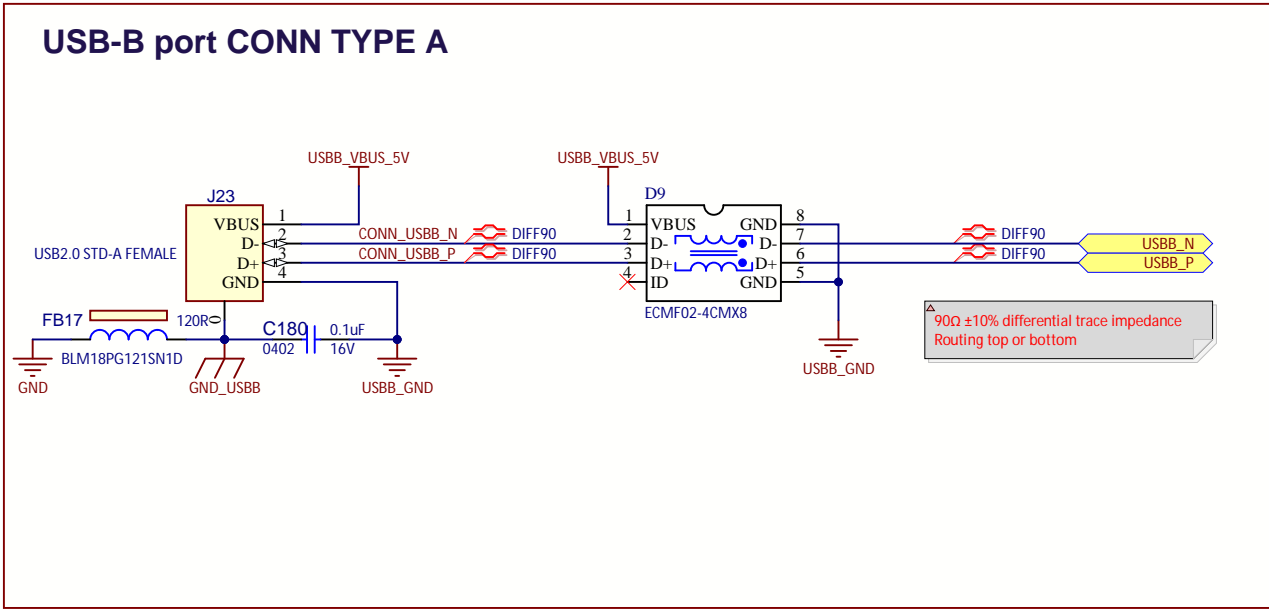 USB-B port CONN TYPE A
USBB_VBUS_5V
USBB_VBUS_5V
J23
D9
VBUS
1
D-
2
D+
3
GND
4
0
USB2.0 STD-A FEMALE
CONN_USBB_N
DIFF90
CONN_USBB_P
DIFF90
1
VBUS
GND
8
2
D-
D-
7
3
D+
D+
6
4
ID
GND
5
ECMF02-4CMX8
DIFF90
USBB_N
DIFF90
USBB_P
FB17
120R
BLM18PG121SN1D
C180
0.1uF
0402
16V
GND
GND_USBB
USBB_GND
USBB_GND
90Ω ±10% differential trace impedance
Routing top or bottom